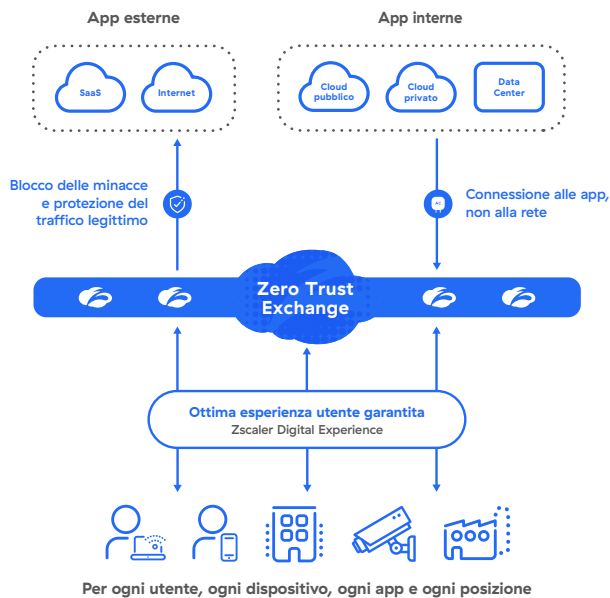 App esterne
App interne
SaaS
Internet
Cloud
pubblico
Cloud
privato
Data
Center
Blocco delle minacce
e protezione del
traffico legittimo
AI
Connessione alle app,
non alla rete
Zero Trust
Exchange
Ottima esperienza utente garantita
Zscaler Digital Experience
Per ogni utente, ogni dispositivo, ogni app e ogni posizione